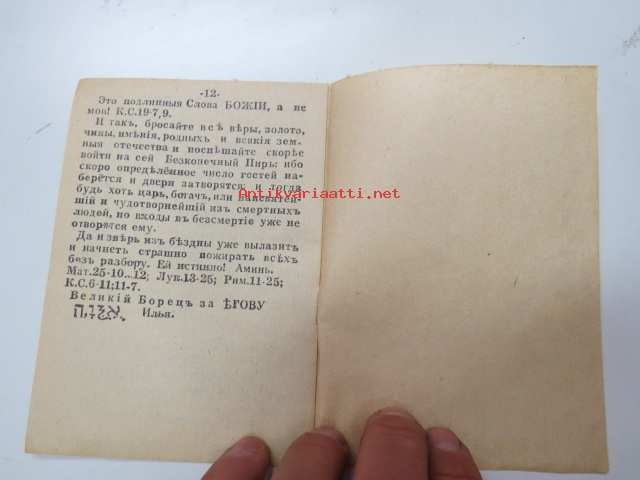 -12-
Это подлинныя Слова БОЖІИ, а не
мои! К.С.19-7,9.
И такъ, бросайте всѣ вѣры, золото,
чины, имѣнія, родныхъ и всякія зем-
ныя отечества и поспѣшайте скорѣе
войти на сей Безконечный Пиръ: ибо
скоро опредѣлённое число гостей на-
берётся и двери затворятся: и тогда
будь хоть царь, богачъ, или наисвятѣй-
шій и чудотворнейшій изъ смертныхъ
людей, но входы въ безсмертіе уже не
отворятся ему.
Да и звѣрь изъ бѣздны уже вылазитъ
и начнетъ страшно пожирать всѣхъ
безъ разбору. Ей истинно! Аминь.
Мат.25-10...12; Лук.13-25; Рим.11-25;
К.С.6-11;11-7.
Великій Борецъ за ѢГОВУ
Илья.
Antikvariaatti.net